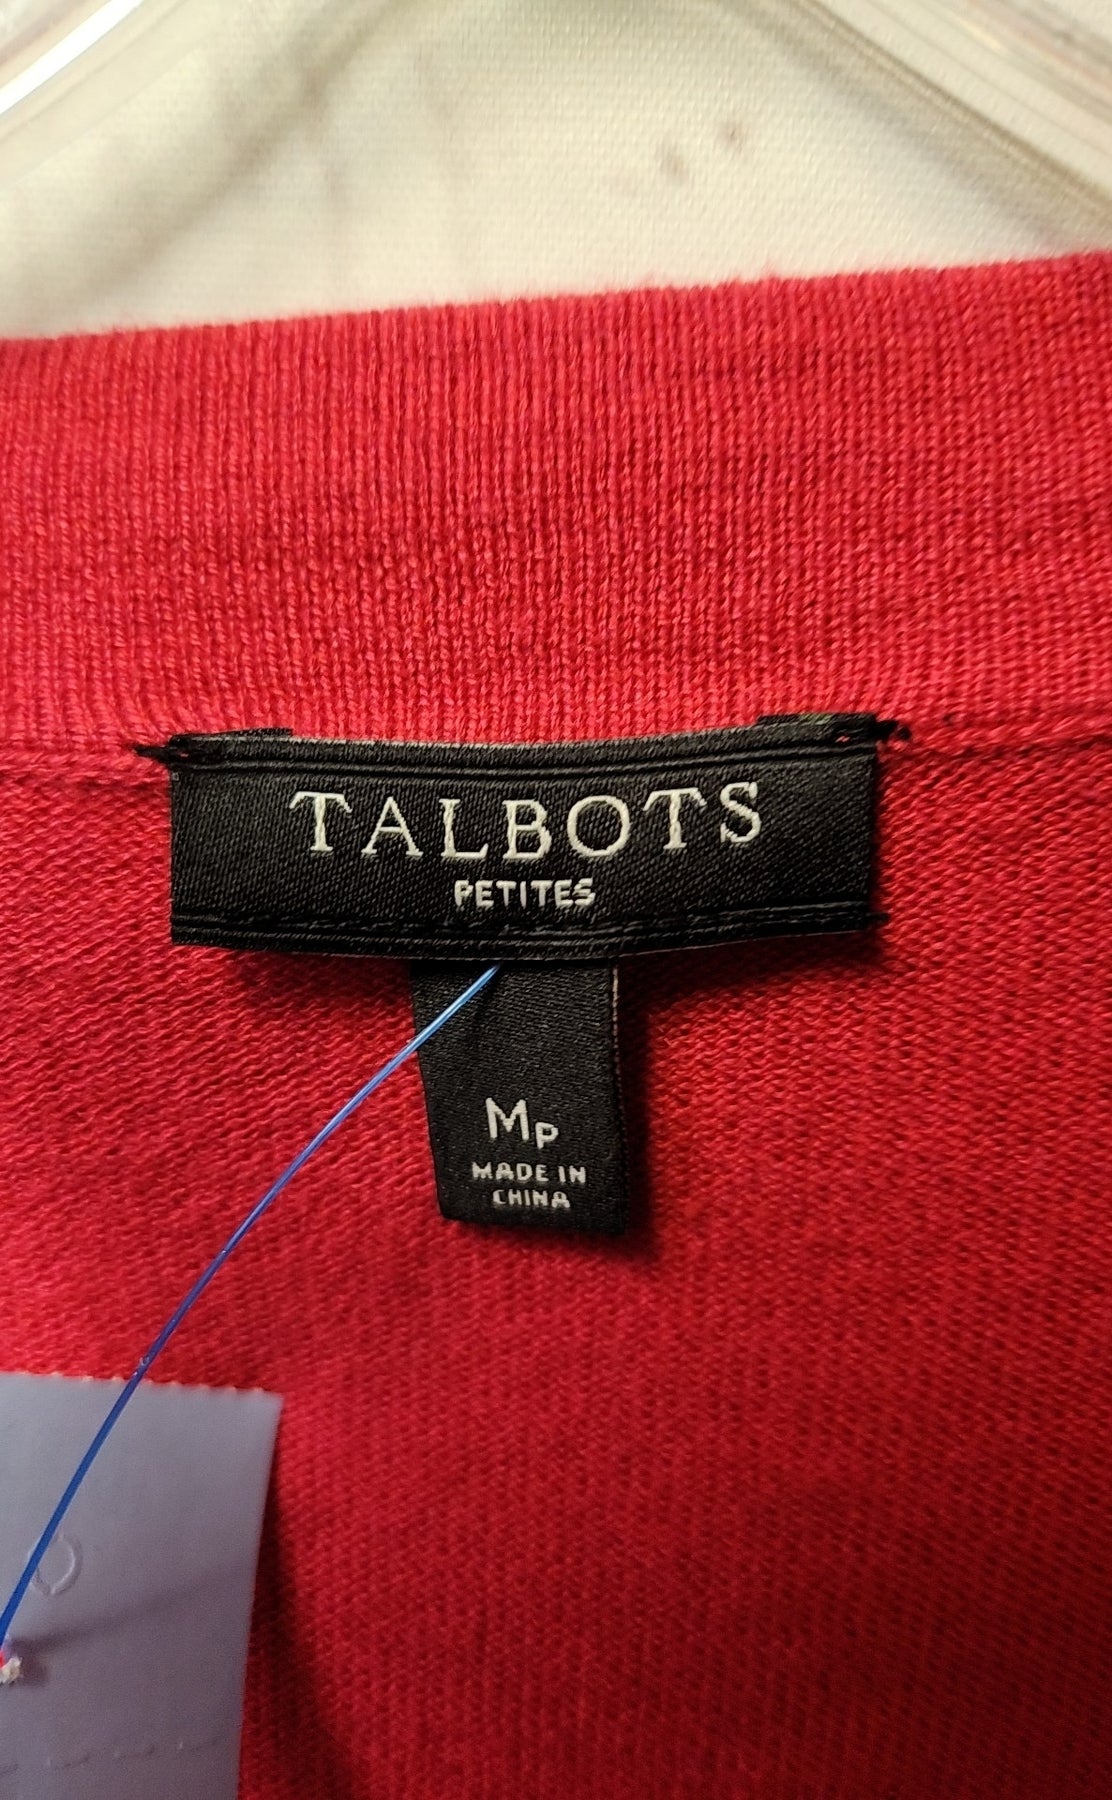 TALBOTS
PETITES
MP
MADE IN
CHINA